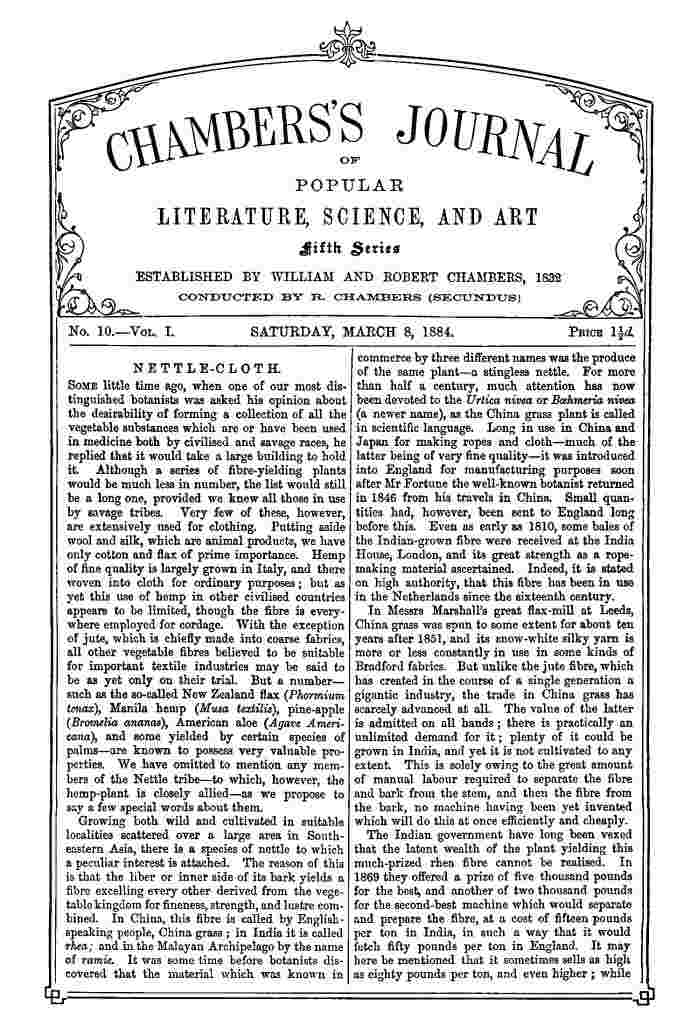 CHAMBERS'S JOURNAL
OF
POPULAR
LITERATURE, SCIENCE, AND ART
Fifth Series
ESTABLISHED BY WILLIAM AND ROBERT CHAMBERS, 1832
CONDUCTED BY R. CHAMBERS (SECUNDUS)
No. 10.—Vol. I. SATURDAY, MARCH 8, 1884. Price 1½d.
NETTLE-CLOTH.
Some little time ago, when one of our most dis-
tinguished botanists was asked his opinion about
the desirability of forming a collection of all the
vegetable substances which are or have been used
in medicine both by civilised and savage races, he
replied that it would take a large building to hold
it. Although a series of fibre-yielding plants
would be much less in number, the list would still
be a long one, provided we knew all those in use
by savage tribes. Very few of these, however,
are extensively used for clothing. Putting aside
wool and silk, which are animal products, we have
only cotton and flax of prime importance. Hemp
of fine quality is largely grown in Italy, and there
woven into cloth for ordinary purposes; but as
yet this use of hemp in other civilised countries
appears to be limited, though the fibre is every-
where employed for cordage. With the exception
of jute, which is chiefly made into coarse fabrics,
all other vegetable fibres believed to be suitable
for important textile industries may be said to
be as yet only on their trial. But a number—
such as the so-called New Zealand flax (Phormium
tenax), Manila hemp (Musa textilis), pine-apple
(Bromelia ananas), American aloe (Agave Ameri-
cana), and some yielded by certain species of
palms—are known to possess very valuable pro-
perties. We have omitted to mention any mem-
bers of the Nettle tribe—to which, however, the
hemp-plant is closely allied—as we propose to
say a few special words about them.
Growing both wild and cultivated in suitable
localities scattered over a large area in South-
eastern Asia, there is a species of nettle to which
a peculiar interest is attached. The reason of this
is that the liber or inner side of its bark yields a
fibre excelling every other derived from the vege-
table kingdom for fineness, strength, and lustre com-
bined. In China, this fibre is called by English-
speaking people, China grass; in India it is called
rhea; and in the Malayan Archipelago by the name
of ramie. It was some time before botanists dis-
covered that the material which was known in
commerce by three different names was the produce
of the same plant—a stingless nettle. For more
than half a century, much attention has now
been devoted to the Urtica nivea or Bœhmeria nivea
(a newer name), as the China grass plant is called
in scientific language. Long in use in China and
Japan for making ropes and cloth—much of the
latter being of very fine quality—it was introduced
into England for manufacturing purposes soon
after Mr Fortune the well-known botanist returned
in 1846 from his travels in China. Small quan-
tities had, however, been sent to England long
before this. Even as early as 1810, some bales of
the Indian-grown fibre were received at the India
House, London, and its great strength as a rope-
making material ascertained. Indeed, it is stated
on high authority, that this fibre has been in use
in the Netherlands since the sixteenth century.
In Messrs Marshall's great flax-mill at Leeds,
China grass was spun to some extent for about ten
years after 1851, and its snow-white silky yarn is
more or less constantly in use in some kinds of
Bradford fabrics. But unlike the jute fibre, which
has created in the course of a single generation a
gigantic industry, the trade in China grass has
scarcely advanced at all. The value of the latter
is admitted on all hands; there is practically an
unlimited demand for it; plenty of it could be
grown in India, and yet it is not cultivated to any
extent. This is solely owing to the great amount
of manual labour required to separate the fibre
and bark from the stem, and then the fibre from
the bark, no machine having been yet invented
which will do this at once efficiently and cheaply.
The Indian government have long been vexed
that the latent wealth of the plant yielding this
much-prized rhea fibre cannot be realised. In
1869 they offered a prize of five thousand pounds
for the best, and another of two thousand pounds
for the second-best machine which would separate
and prepare the fibre, at a cost of fifteen pounds
per ton in India, in such a way that it would
fetch fifty pounds per ton in England. It may
here be mentioned that it sometimes sells as high
as eighty pounds per ton, and even higher; while